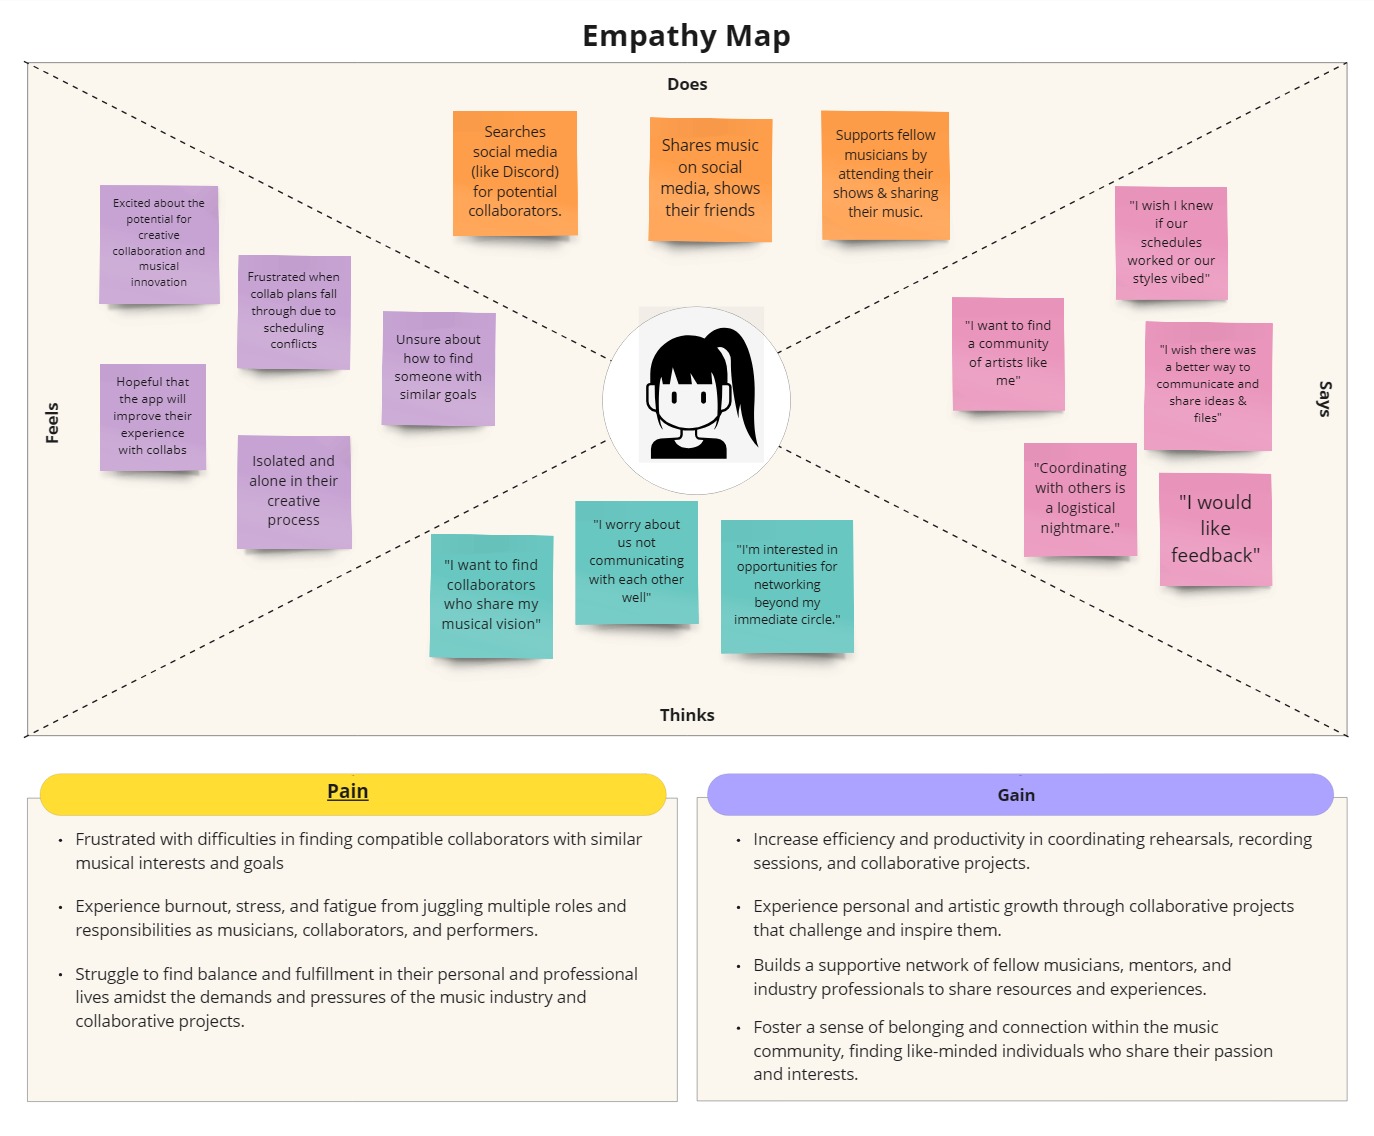 Empathy Map
Does
Searches
social media
(like Discord)
for potential
collaborators.
Shares music
on social
media, shows
their friends
Supports fellow
musicians by
attending their
shows & sharing
their music.
Feels
Excited about the
potential for
creative
collaboration and
musical
innovation
Frustrated when
collab plans fall
through due to
scheduling
conflicts
Unsure about
how to find
someone with
similar goals
Hopeful that
the app will
improve their
experience
with collabs
Isolated and
alone in their
creative
process
Says
"I wish I knew
if our
schedules
worked or our
styles vibed"
"I want to find
a community
of artists like
me"
"I wish there was
a better way to
communicate and
share ideas &
files"
"Coordinating
with others is
a logistical
nightmare."
"I would
like
feedback"
"I want to find
collaborators
who share my
musical vision"
"I worry about
us not
communicating
with each other
well"
"I'm interested in
opportunities for
networking
beyond my
immediate circle."
Thinks
Pain
• Frustrated with difficulties in finding compatible collaborators with similar
musical interests and goals
• Experience burnout, stress, and fatigue from juggling multiple roles and
responsibilities as musicians, collaborators, and performers.
• Struggle to find balance and fulfillment in their personal and professional
lives amidst the demands and pressures of the music industry and
collaborative projects.
Gain
• Increase efficiency and productivity in coordinating rehearsals, recording
sessions, and collaborative projects.
• Experience personal and artistic growth through collaborative projects
that challenge and inspire them.
• Builds a supportive network of fellow musicians, mentors, and
industry professionals to share resources and experiences.
• Foster a sense of belonging and connection within the music
community, finding like-minded individuals who share their passion
and interests.